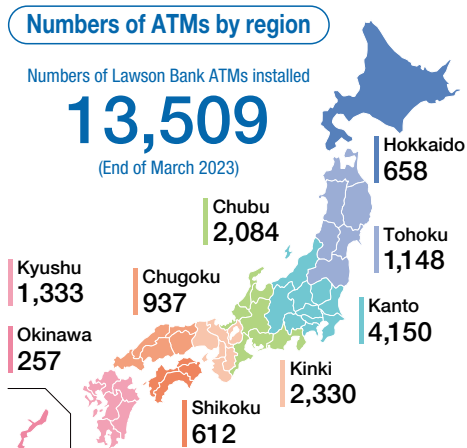 Numbers of ATMs by region
Numbers of Lawson Bank ATMs installed
13,509
(End of March 2023)
Hokkaido
658
Chubu
2,084
Tohoku
1,148
Kyushu
1,333
Chugoku
937
Kanto
4,150
Okinawa
257
Kinki
2,330
Shikoku
612